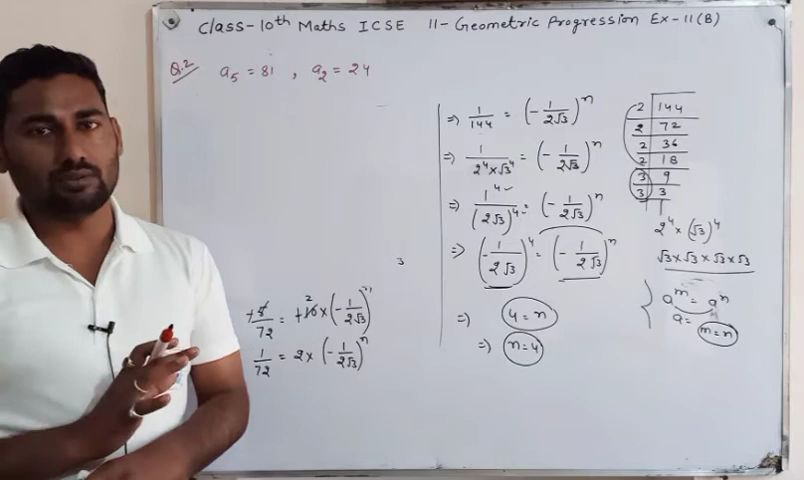 Class-10th Maths ICSE 11-Geometric Progression Ex-11(B)
Q.2 a₅ = 81 , a₂ = 24
72 = +16 × (-1/2√3)ⁿ
1/72 = 2 × (-1/2√3)ⁿ
3
⇒ 1/144 = (-1/2√3)ⁿ
⇒ 1/2⁴×√3⁴ = (-1/2√3)ⁿ
⇒ 1⁴/(2√3)⁴ = (-1/2√3)ⁿ
⇒ (-1/2√3)⁴ = (-1/2√3)ⁿ
⇒ 4 = n
⇒ n = 4
2 | 144
2 | 72
2 | 36
2 | 18
3 | 9
3 | 3
1
2⁴ × (√3)⁴
√3 × √3 × √3 × √3
aᵐ = aⁿ
m = n